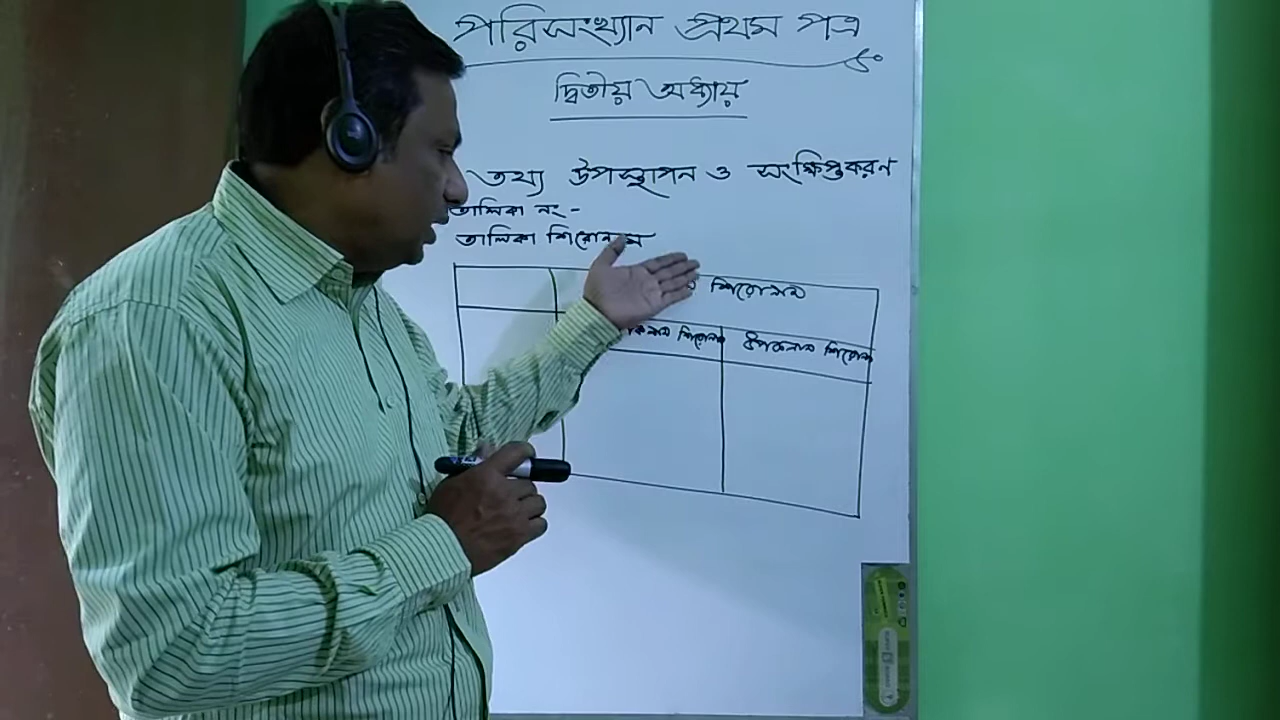 পরিসংখ্যান প্রথম পত্র
দ্বিতীয় অধ্যায়
তথ্য উপস্থাপন ও সংক্ষিপ্তকরণ
তালিকা নং -
তালিকা শিরোনাম
শিরোনাম
শিরোনাম উপকলাম শিরোনাম